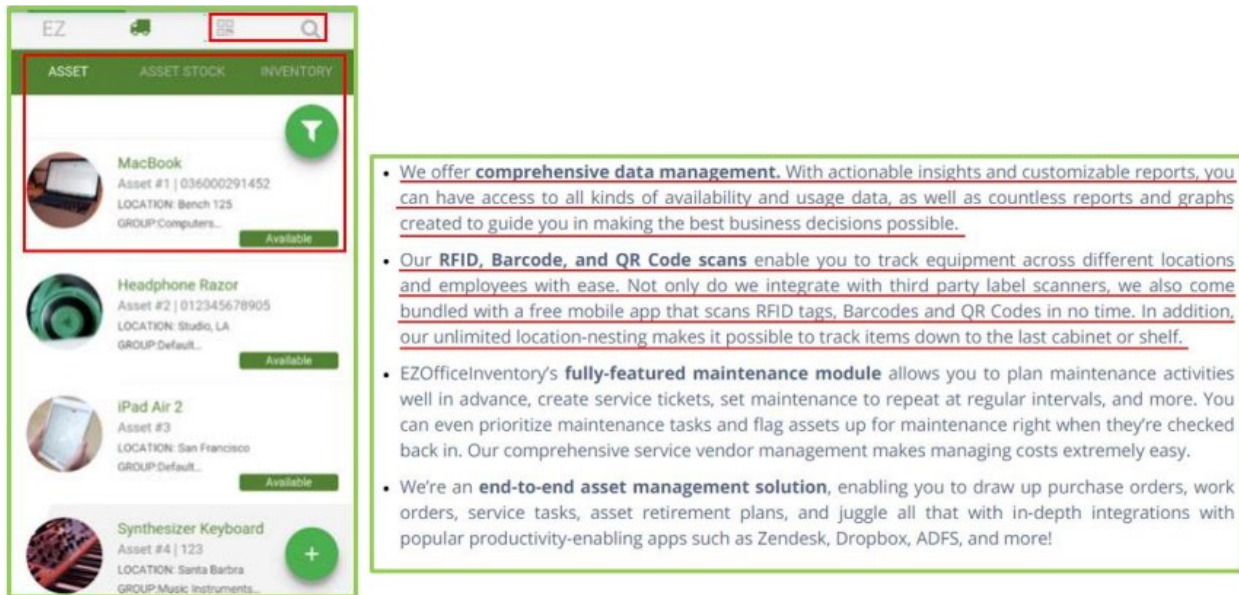 EZ
ASSET ASSET STOCK INVENTORY
MacBook
Asset #1 | 036000291452
LOCATION: Bench 125
GROUP:Computers...
Available
Headphone Razor
Asset #2 | 012345678905
LOCATION: Studio, LA
GROUP:Default...
Available
iPad Air 2
Asset #3
LOCATION: San Francisco
GROUP:Default...
Available
Synthesizer Keyboard
Asset #4 | 123
LOCATION: Santa Barbra
GROUP:Music Instruments...
+
• We offer comprehensive data management. With actionable insights and customizable reports, you
can have access to all kinds of availability and usage data, as well as countless reports and graphs
created to guide you in making the best business decisions possible.
• Our RFID, Barcode, and QR Code scans enable you to track equipment across different locations
and employees with ease. Not only do we integrate with third party label scanners, we also come
bundled with a free mobile app that scans RFID tags, Barcodes and QR Codes in no time. In addition,
our unlimited location-nesting makes it possible to track items down to the last cabinet or shelf.
• EZOfficeInventory's fully-featured maintenance module allows you to plan maintenance activities
well in advance, create service tickets, set maintenance to repeat at regular intervals, and more. You
can even prioritize maintenance tasks and flag assets up for maintenance right when they're checked
back in. Our comprehensive service vendor management makes managing costs extremely easy.
• We're an end-to-end asset management solution, enabling you to draw up purchase orders, work
orders, service tasks, asset retirement plans, and juggle all that with in-depth integrations with
popular productivity-enabling apps such as Zendesk, Dropbox, ADFS, and more!